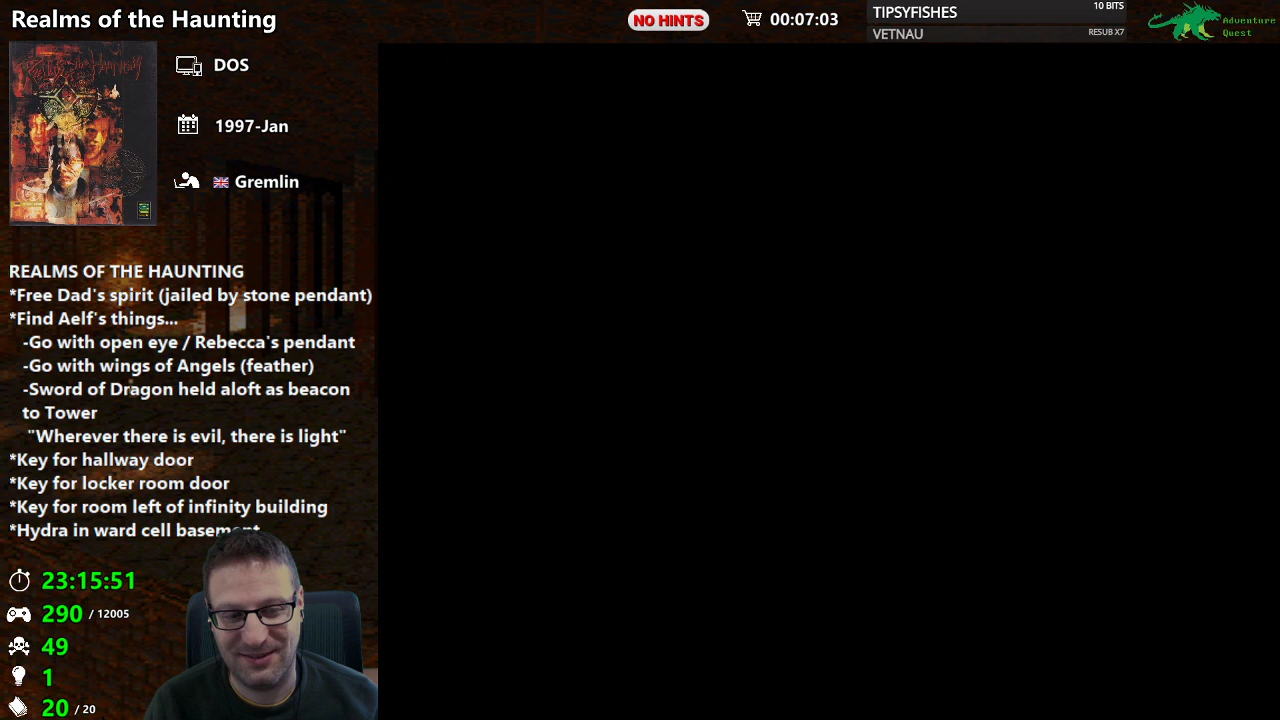 Realms of the Haunting
NO HINTS
00:07:03
TIPSYFISHES
10 BITS
VETNAU
RESUB X7
Adventure
Quest
DOS
1997-Jan
Gremlin
REALMS OF THE HAUNTING
*Free Dad's spirit (jailed by stone pendant)
*Find Aelf's things...
-Go with open eye / Rebecca's pendant
-Go with wings of Angels (feather)
-Sword of Dragon held aloft as beacon
to Tower
"Wherever there is evil, there is light"
*Key for hallway door
*Key for locker room door
*Key for room left of infinity building
*Hydra in ward cell basement
23:15:51
290 / 12005
49
1
20 / 20